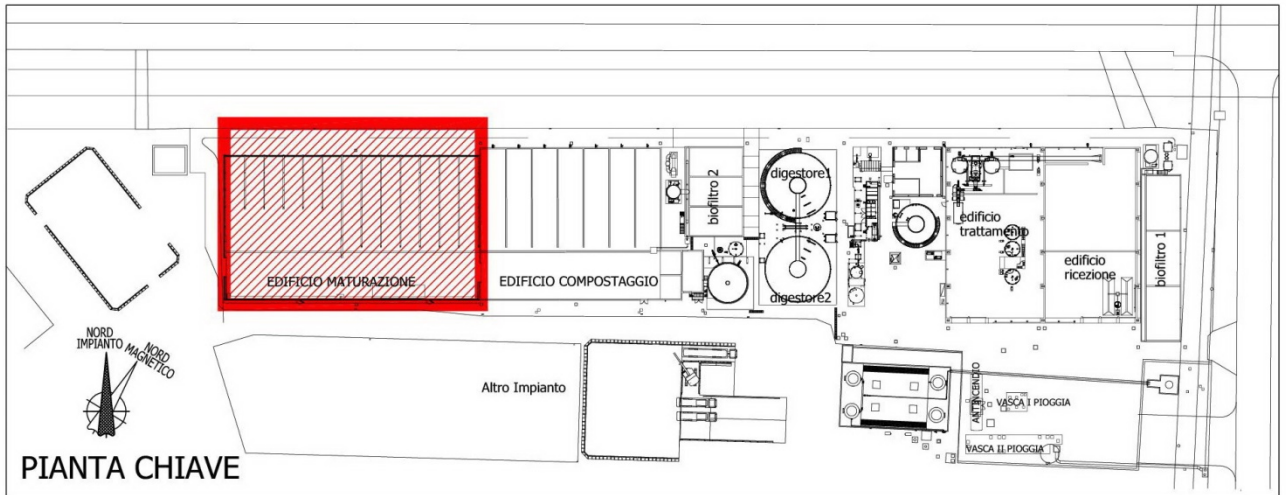 digestore1
biofiltro 2
edificio
trattamento
edificio
ricezione
biofiltro 1
EDIFICIO MATURAZIONE
EDIFICIO COMPOSTAGGIO
digestore2
NORD
IMPIANTO
NORD
MAGNETICO
Altro Impianto
ANTINCENDIO
VASCA I PIOGGIA
VASCA II PIOGGIA
PIANTA CHIAVE